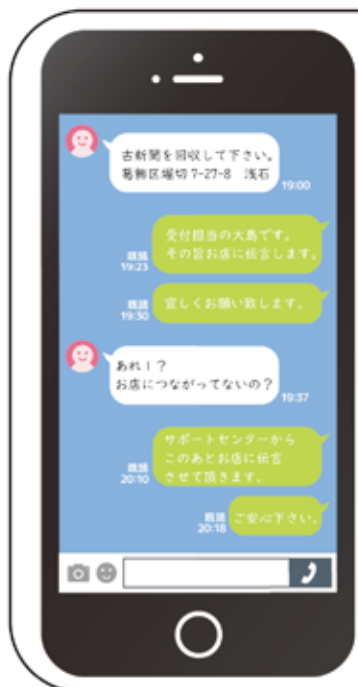 古新聞を回収して下さい。
葛飾区堀切7-27-8 浅石
19:00
受付担当の大島です。
その旨お店に伝言します。
既読
19:23
宜しくお願い致します。
既読
19:30
あれ！？
お店につながってないの？
19:37
サポートセンターから
このあとお店に伝言
させて頂きます。
既読
20:10
ご安心下さい。
既読
20:18